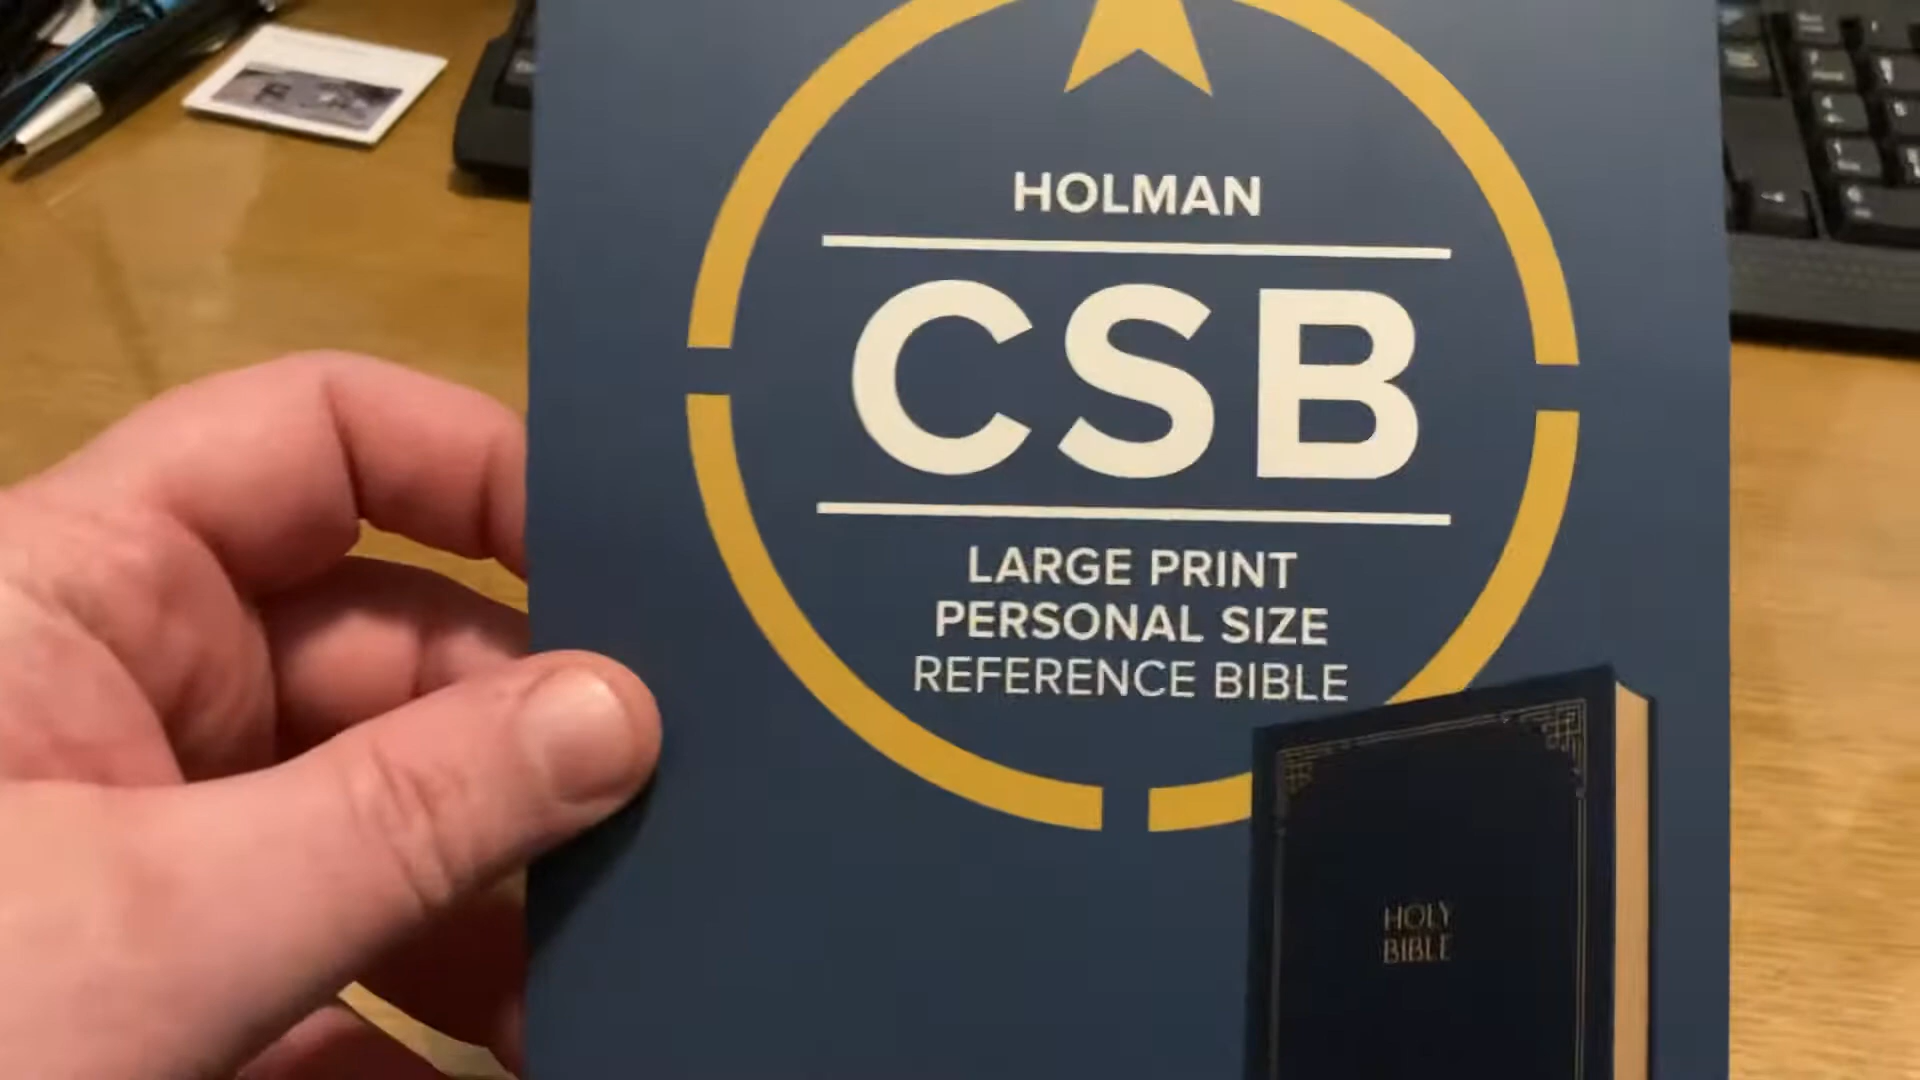 HOLMAN
CSB
LARGE PRINT
PERSONAL SIZE
REFERENCE BIBLE
HOLY
BIBLE